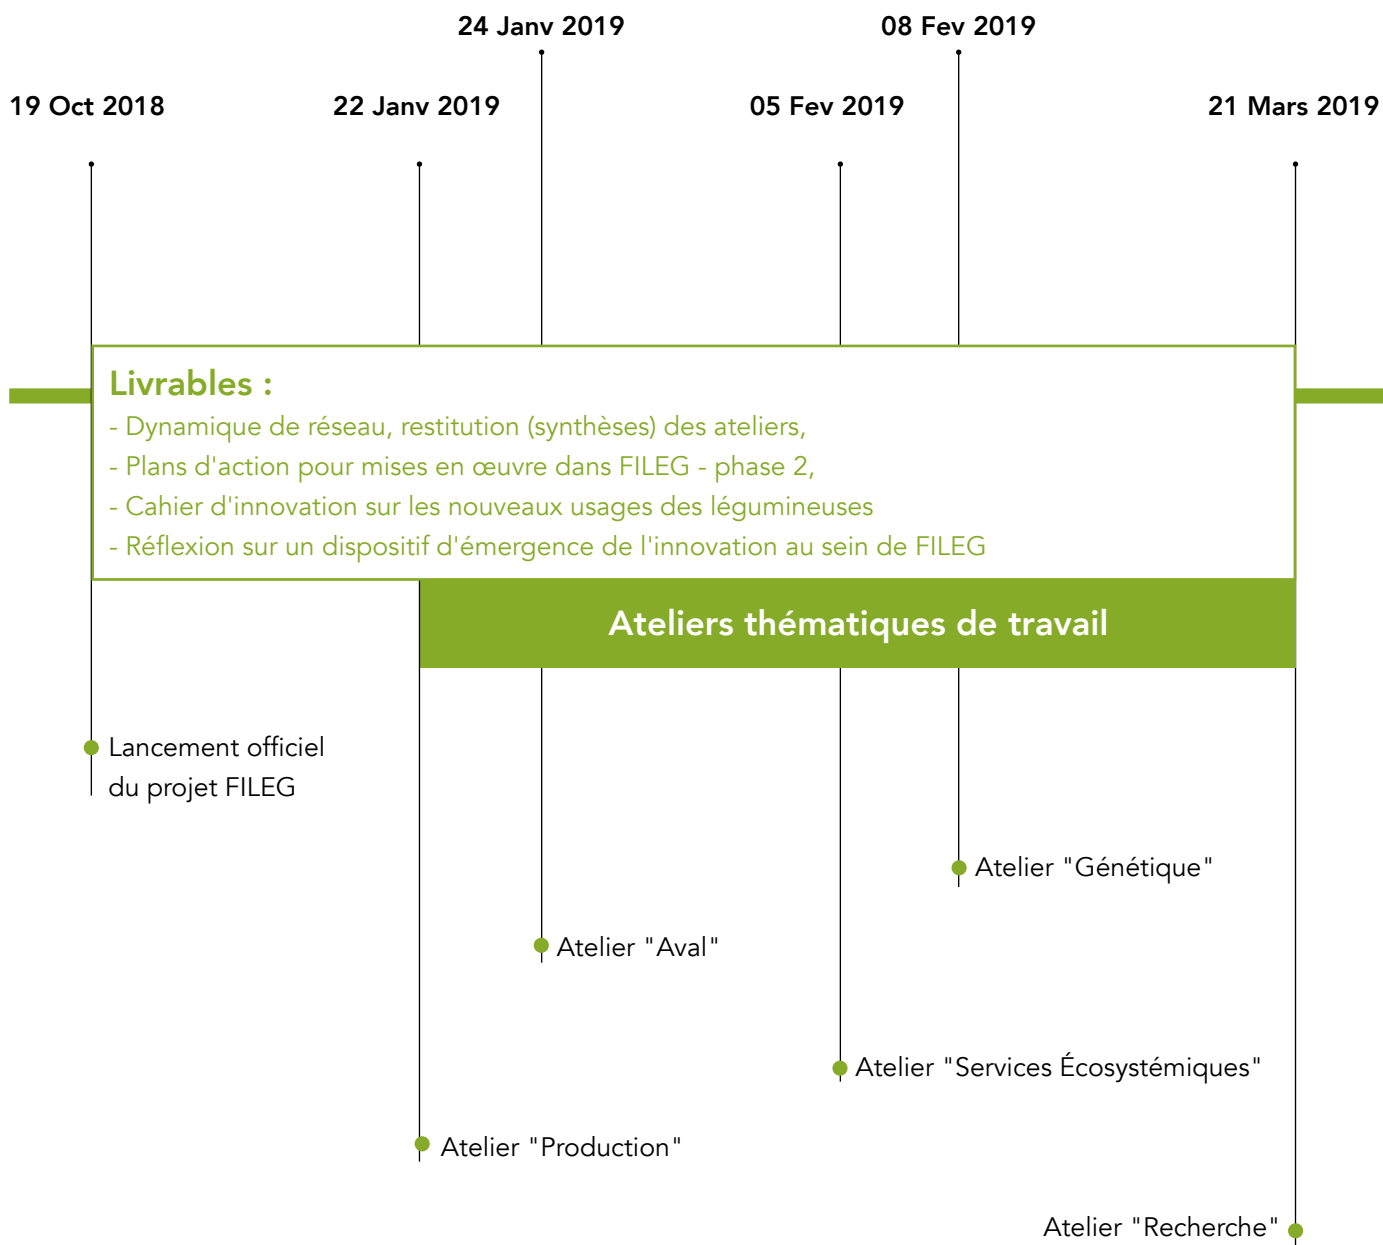 24 Janv 2019
08 Fev 2019
19 Oct 2018
22 Janv 2019
05 Fev 2019
21 Mars 2019
Livrables :
- Dynamique de réseau, restitution (synthèses) des ateliers,
- Plans d'action pour mises en œuvre dans FILEG - phase 2,
- Cahier d'innovation sur les nouveaux usages des légumineuses
- Réflexion sur un dispositif d'émergence de l'innovation au sein de FILEG
Ateliers thématiques de travail
Lancement officiel
du projet FILEG
Atelier "Génétique"
Atelier "Aval"
Atelier "Services Écosystémiques"
Atelier "Production"
Atelier "Recherche"